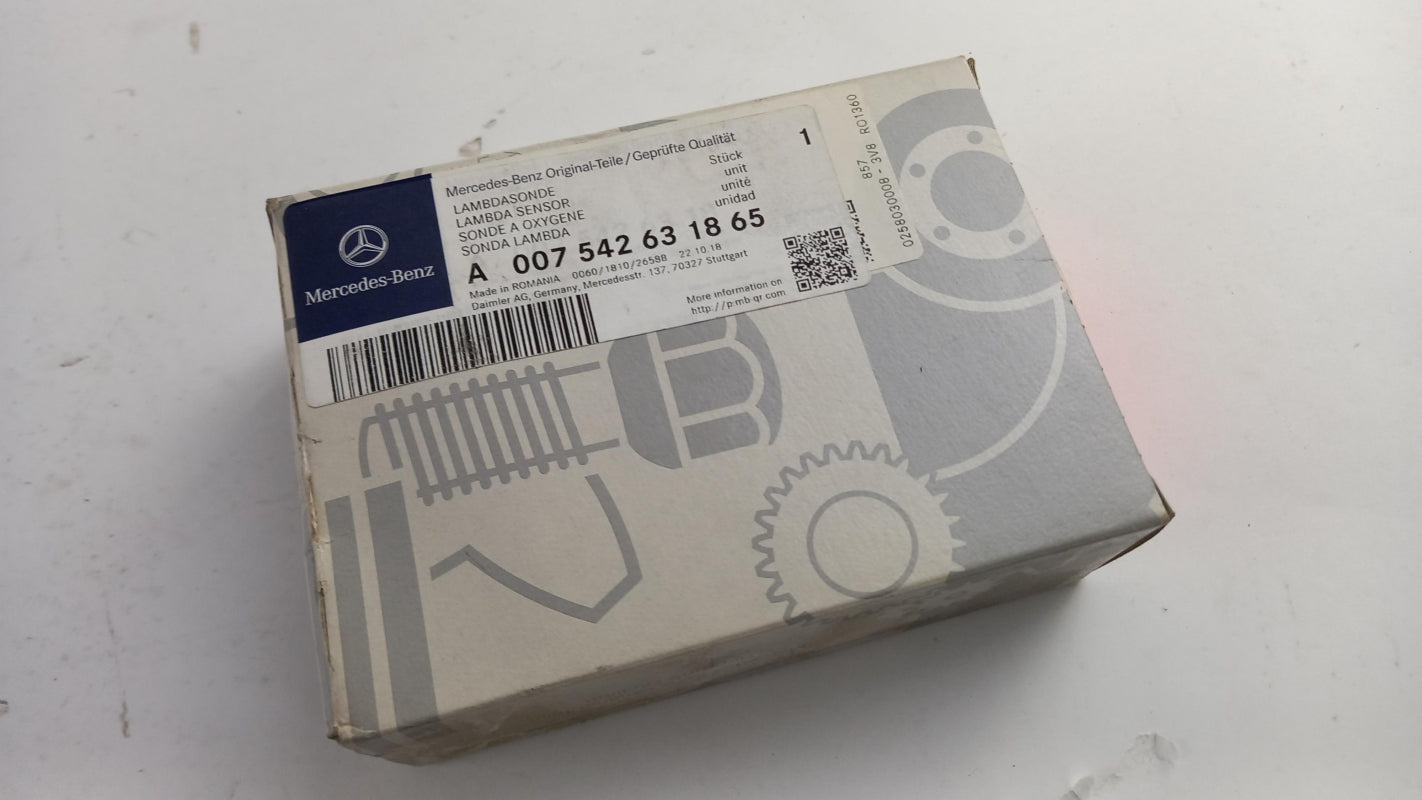 Mercedes-Benz
Mercedes-Benz Original-Teile/Geprüfte Qualität
LAMBDASONDE
LAMBDA SENSOR
SONDE A OXYGENE
SONDA LAMBDA
Stück
unit
unité
unidad
1
A 007 542 63 18 65
Made in ROMANIA 0060/1810/26588 22.10.18
Daimler AG, Germany, Mercedesstr. 137, 70327 Stuttgart
More information on
http://p.mb-qr.com
857
0258030008 - 3V8 RO1360